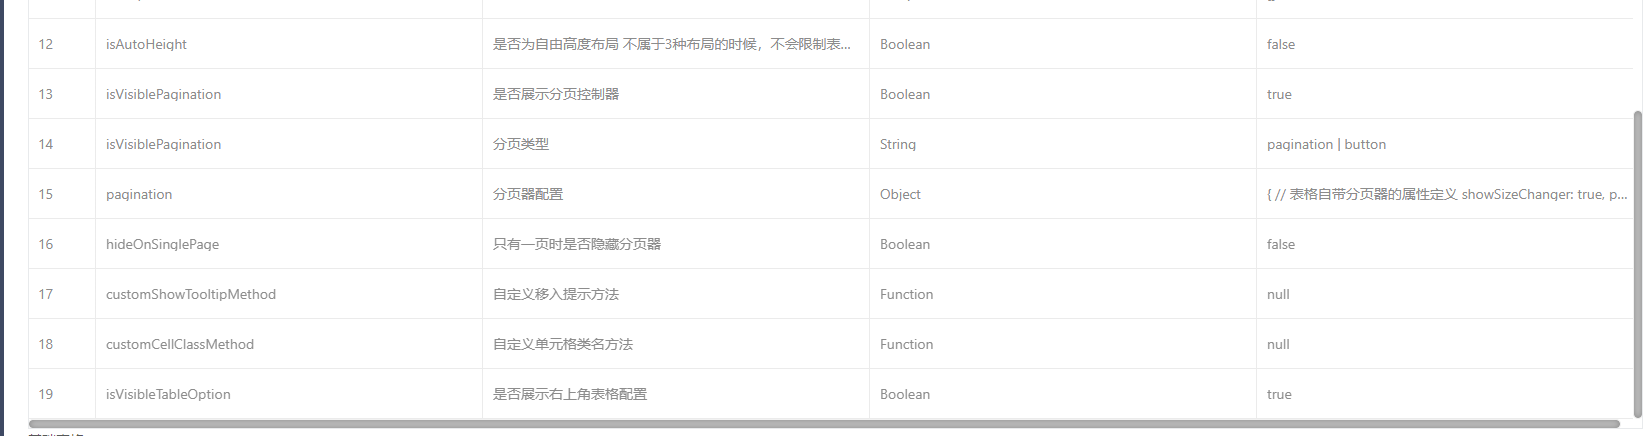 12 isAutoHeight 是否为自由高度布局 不属于3种布局的时候，不会限制表... Boolean false
13 isVisiblePagination 是否展示分页控制器 Boolean true
14 isVisiblePagination 分页类型 String pagination | button
15 pagination 分页器配置 Object { // 表格自带分页器的属性定义 showSizeChanger: true, p...
16 hideOnSinglePage 只有一页时是否隐藏分页器 Boolean false
17 customShowTooltipMethod 自定义移入提示方法 Function null
18 customCellClassMethod 自定义单元格类名方法 Function null
19 isVisibleTableOption 是否展示右上角表格配置 Boolean true